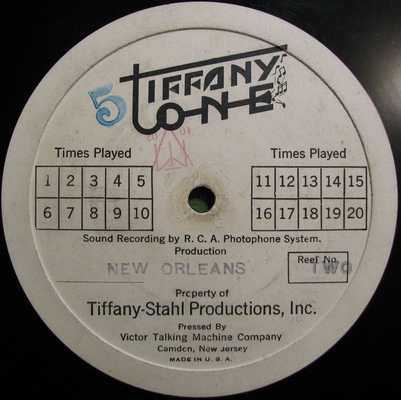 5
TIFFANY
TONE
Times Played
1 2 3 4 5
6 7 8 9 10
Times Played
11 12 13 14 15
16 17 18 19 20
Sound Recording by R. C. A. Photophone System.
Production
NEW ORLEANS
Reel No.
TWO
Property of
Tiffany-Stahl Productions, Inc.
Pressed By
Victor Talking Machine Company
Camden, New Jersey
MADE IN U. S. A.